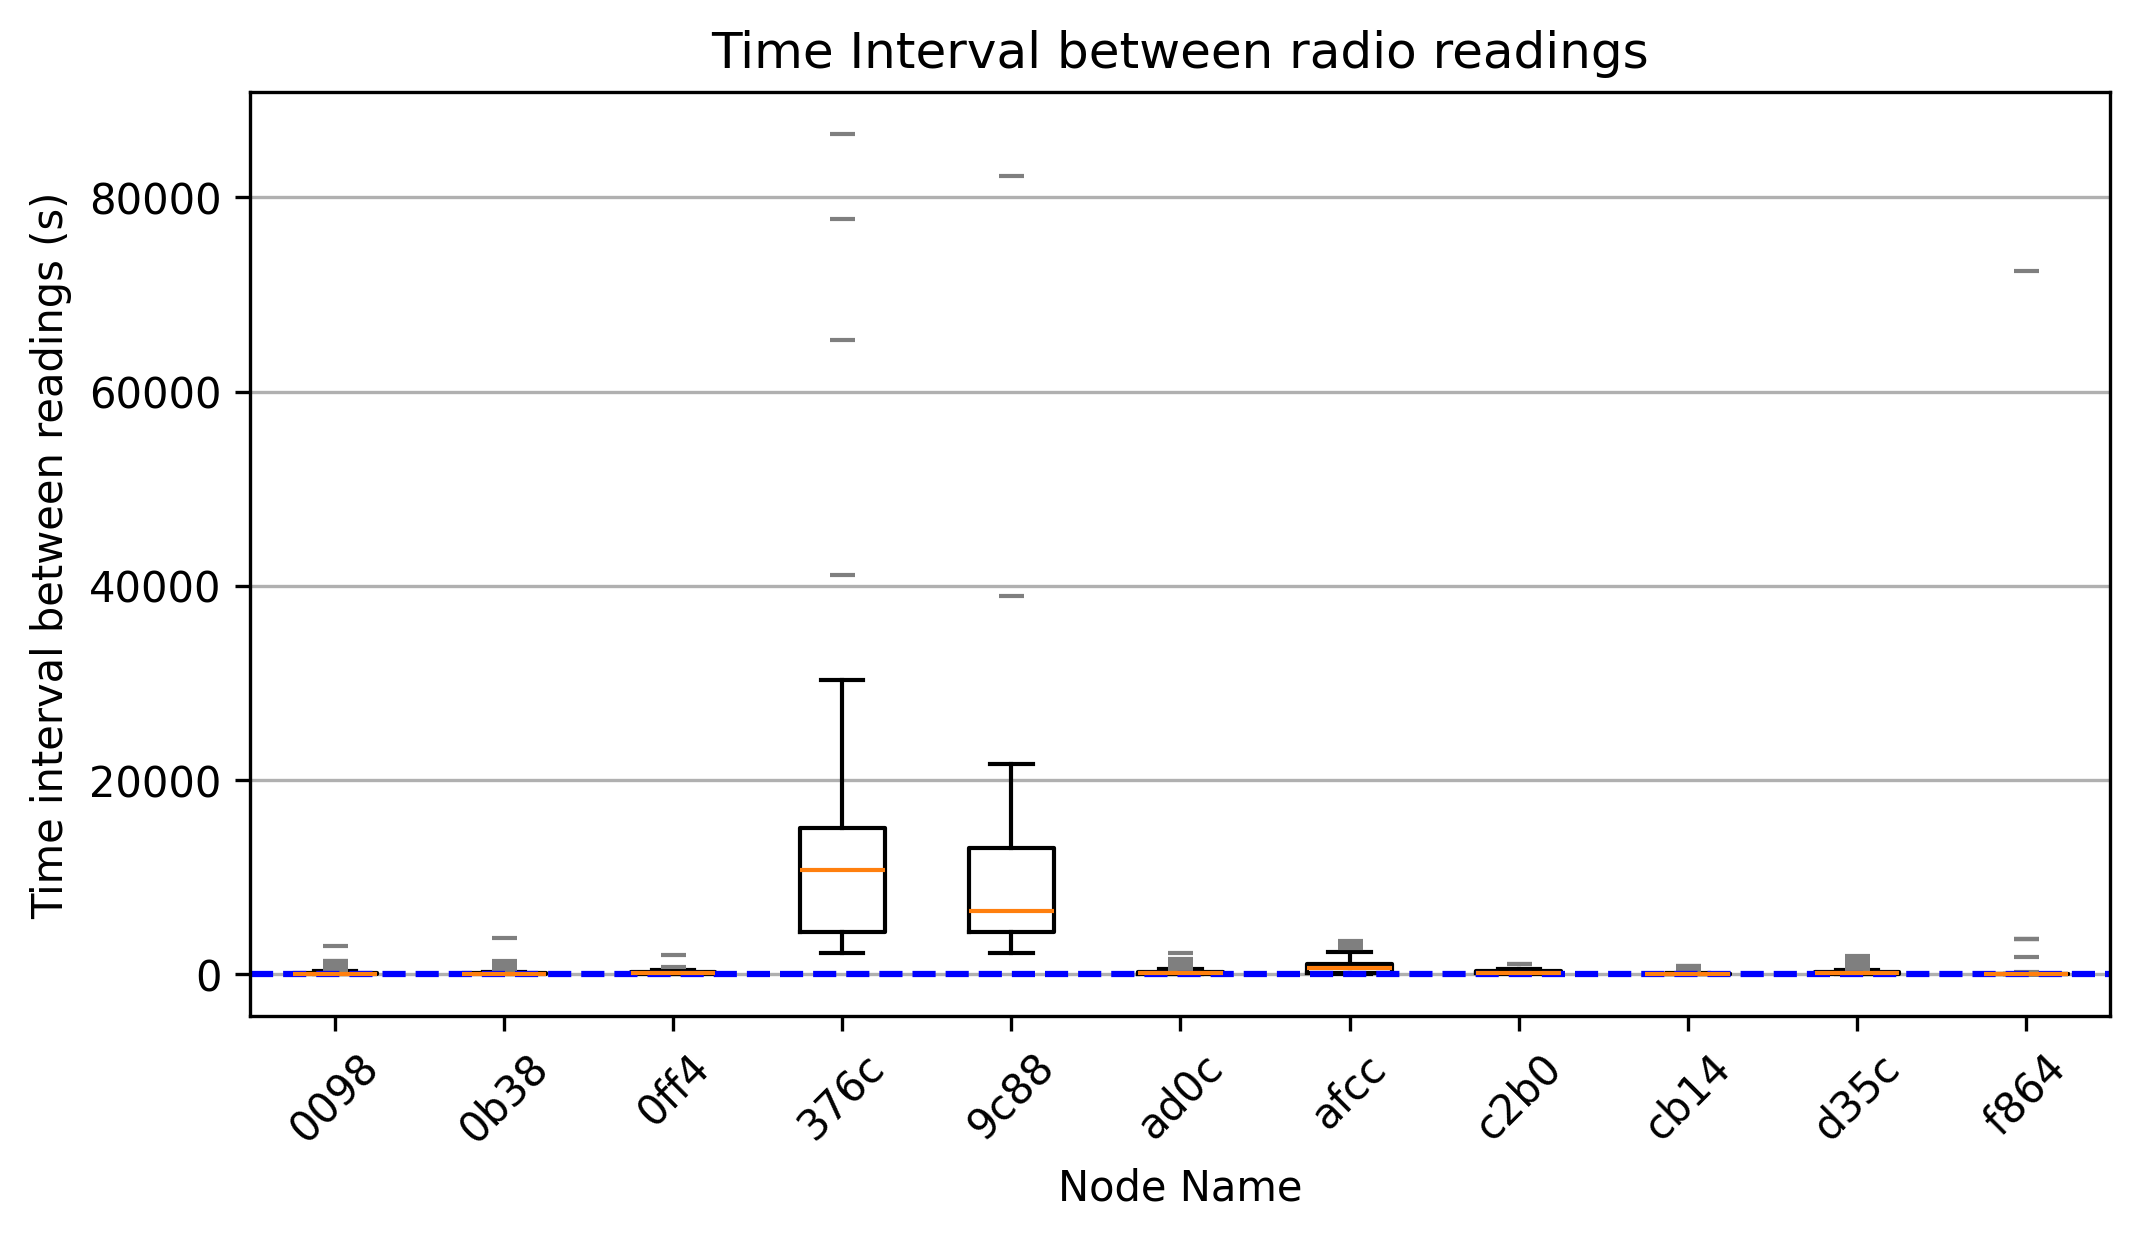 Time Interval between radio readings
Time interval between readings (s)
80000
60000
40000
20000
0
0098
0b38
0ff4
376c
9c88
ad0c
afcc
c2b0
cb14
d35c
f864
Node Name